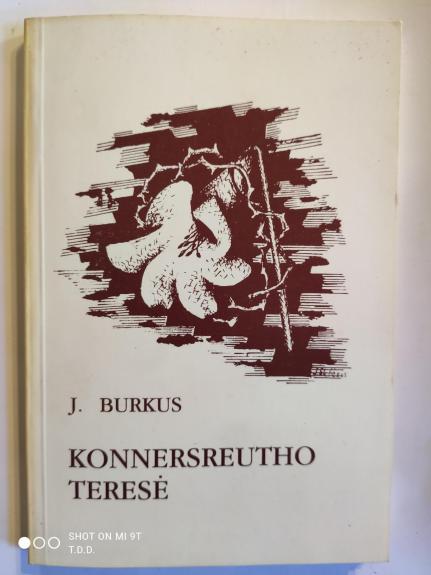 J. BURKUS
KONNERSREUTHO
TERESĖ
SHOT ON MI 9T
T.D.D.